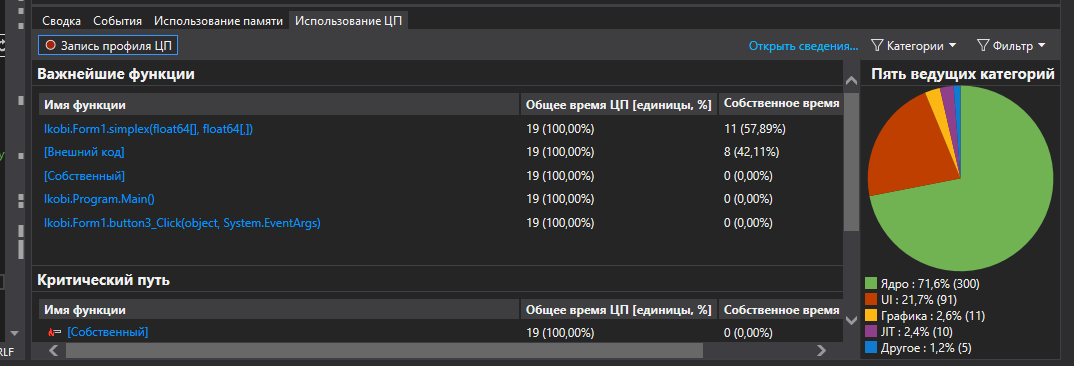 Сводка События Использование памяти Использование ЦП
Запись профиля ЦП Открыть сведения... Категории Фильтр
Важнейшие функции
Имя функции Общее время ЦП [единицы, %] Собственное время
Ikobi.Form1.simplex(float64[], float64[,]) 19 (100,00%) 11 (57,89%)
[Внешний код] 19 (100,00%) 8 (42,11%)
[Собственный] 19 (100,00%) 0 (0,00%)
Ikobi.Program.Main() 19 (100,00%) 0 (0,00%)
Ikobi.Form1.button3_Click(object, System.EventArgs) 19 (100,00%) 0 (0,00%)
Критический путь
Имя функции Общее время ЦП [единицы, %] Собственное время
[Собственный] 19 (100,00%) 0 (0,00%)
RLF
Пять ведущих категорий
Ядро : 71,6% (300)
UI : 21,7% (91)
Графика : 2,6% (11)
JIT : 2,4% (10)
Другое : 1,2% (5)